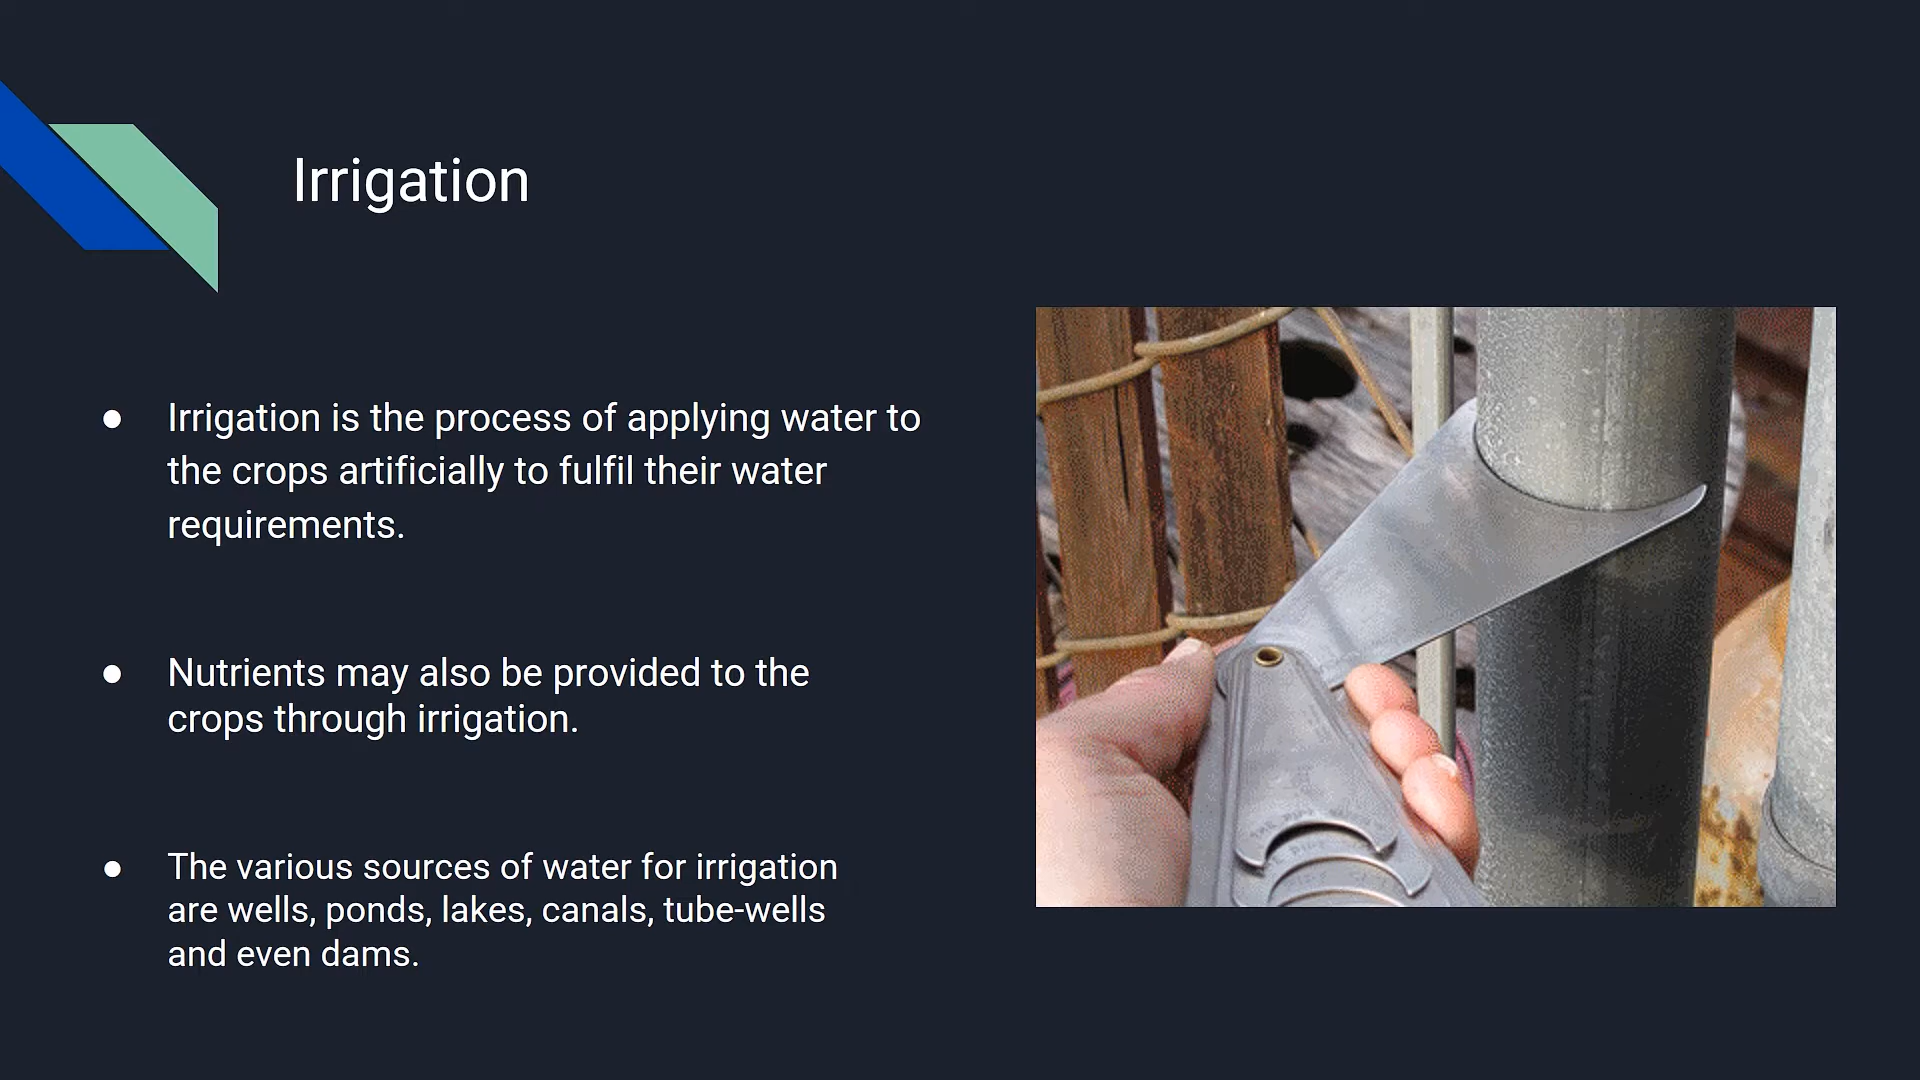 Irrigation
● Irrigation is the process of applying water to
the crops artificially to fulfil their water
requirements.
● Nutrients may also be provided to the
crops through irrigation.
● The various sources of water for irrigation
are wells, ponds, lakes, canals, tube-wells
and even dams.